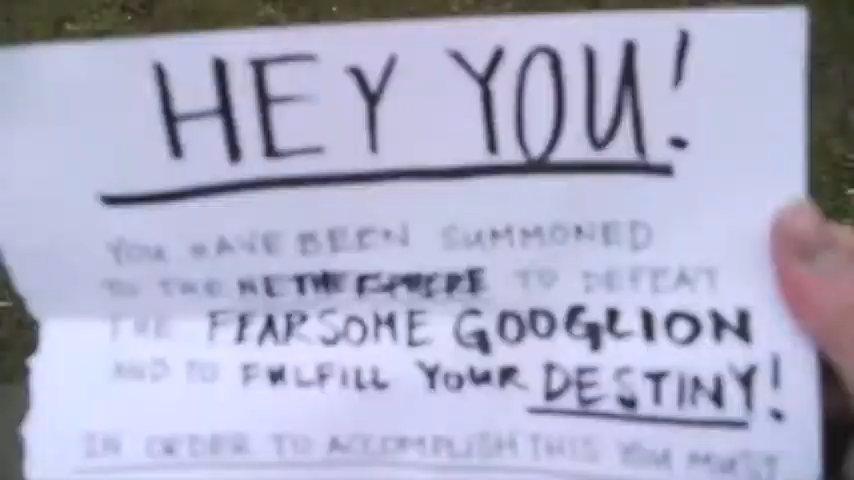 HEY YOU!
YOU HAVE BEEN SUMMONED
TO THE NETHERSPHERE TO DEFEAT
THE FEARSOME GOOGLION
AND TO FULFILL YOUR DESTINY!
IN ORDER TO ACCOMPLISH THIS YOU MUST